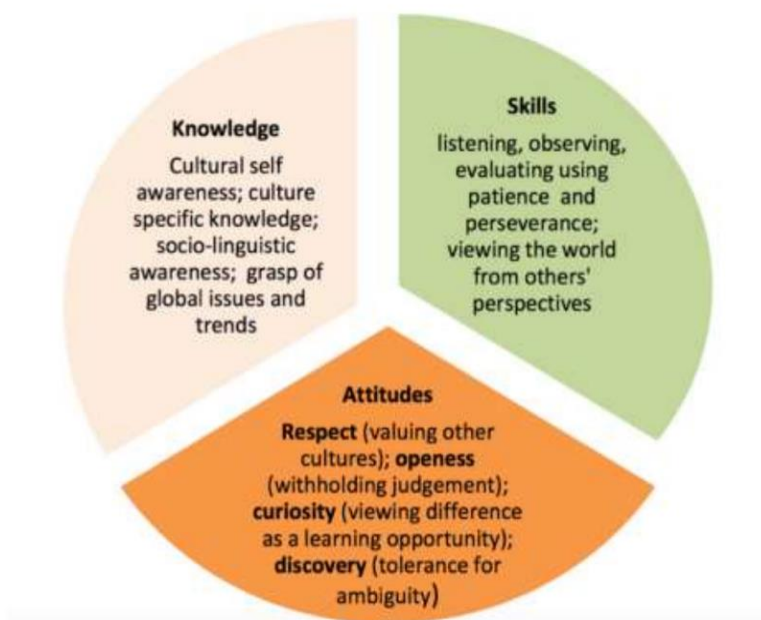 Knowledge
Cultural self
awareness; culture
specific knowledge;
socio-linguistic
awareness; grasp of
global issues and
trends
Skills
listening, observing,
evaluating using
patience and
perseverance;
viewing the world
from others'
perspectives
Attitudes
Respect (valuing other
cultures); openess
(withholding judgement);
curiosity (viewing difference
as a learning opportunity);
discovery (tolerance for
ambiguity)